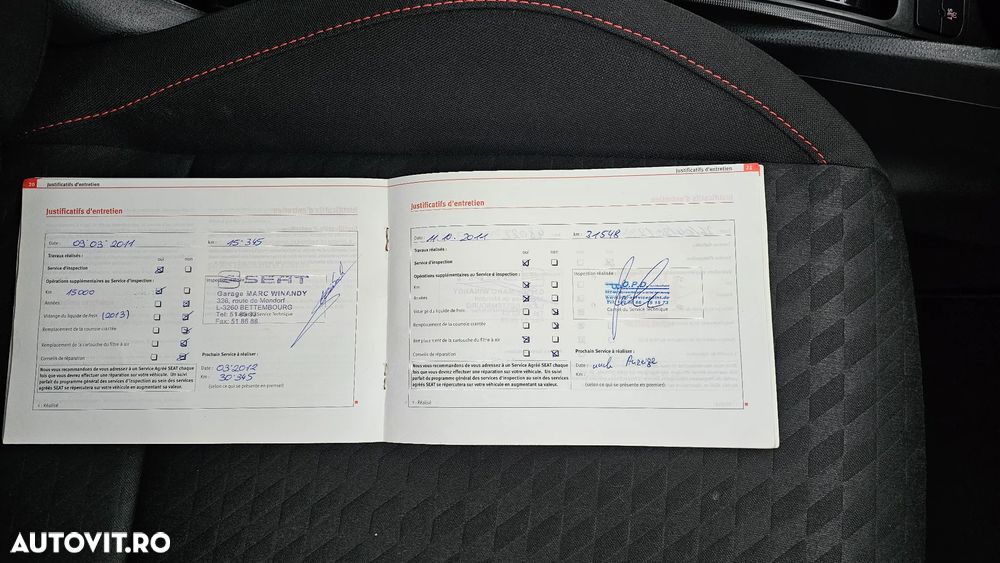 20 Justificatifs d'entretien
Justificatifs d'entretien
Date : 09.03.2011 km : 15.345
Travaux réalisés : oui non
Service d'inspection
Opérations supplémentaires au Service d'inspection :
Km 15000
Années
Vidange du liquide de frein (2013)
Remplacement de la courroie crantée
Remplacement de la cartouche du filtre à air
Conseils de réparation
Inspection réalisée
SEAT
Garage MARC WINANDY
336, route de Mondorf
L-3260 BETTEMBOURG
Fax: 51 86 88
Prochain Service à réaliser :
Date : 03.2012
Km : 30.345
(selon ce qui se présente en premier)
Nous vous recommandons de vous adressez à un Service Agréé SEAT chaque
fois que vous devez effectuer une réparation sur votre véhicule. Un suivi
parfait du programme général des services d'inspection au sein des services
agréés SEAT se répercutera sur votre véhicule en augmentant sa valeur.
Réalisé
Justificatifs d'entretien
Justificatifs d'entretien
Date : 11.10.2011 km : 31548
Travaux réalisés : oui non
Service d'inspection
Opérations supplémentaires au Service d'inspection :
Km
Années
Vidange du liquide de frein
Remplacement de la courroie crantée
Remplacement de la cartouche du filtre à air
Conseils de réparation
Inspection réalisée
Cachet du Service Technique
Prochain Service à réaliser :
Date : nach Anzeige
Km :
(selon ce qui se présente en premier)
Nous vous recommandons de vous adressez à un Service Agréé SEAT chaque
fois que vous devez effectuer une réparation sur votre véhicule. Un suivi
parfait du programme général des services d'inspection au sein des services
agréés SEAT se répercutera sur votre véhicule en augmentant sa valeur.
Réalisé
AUTOVIT.RO